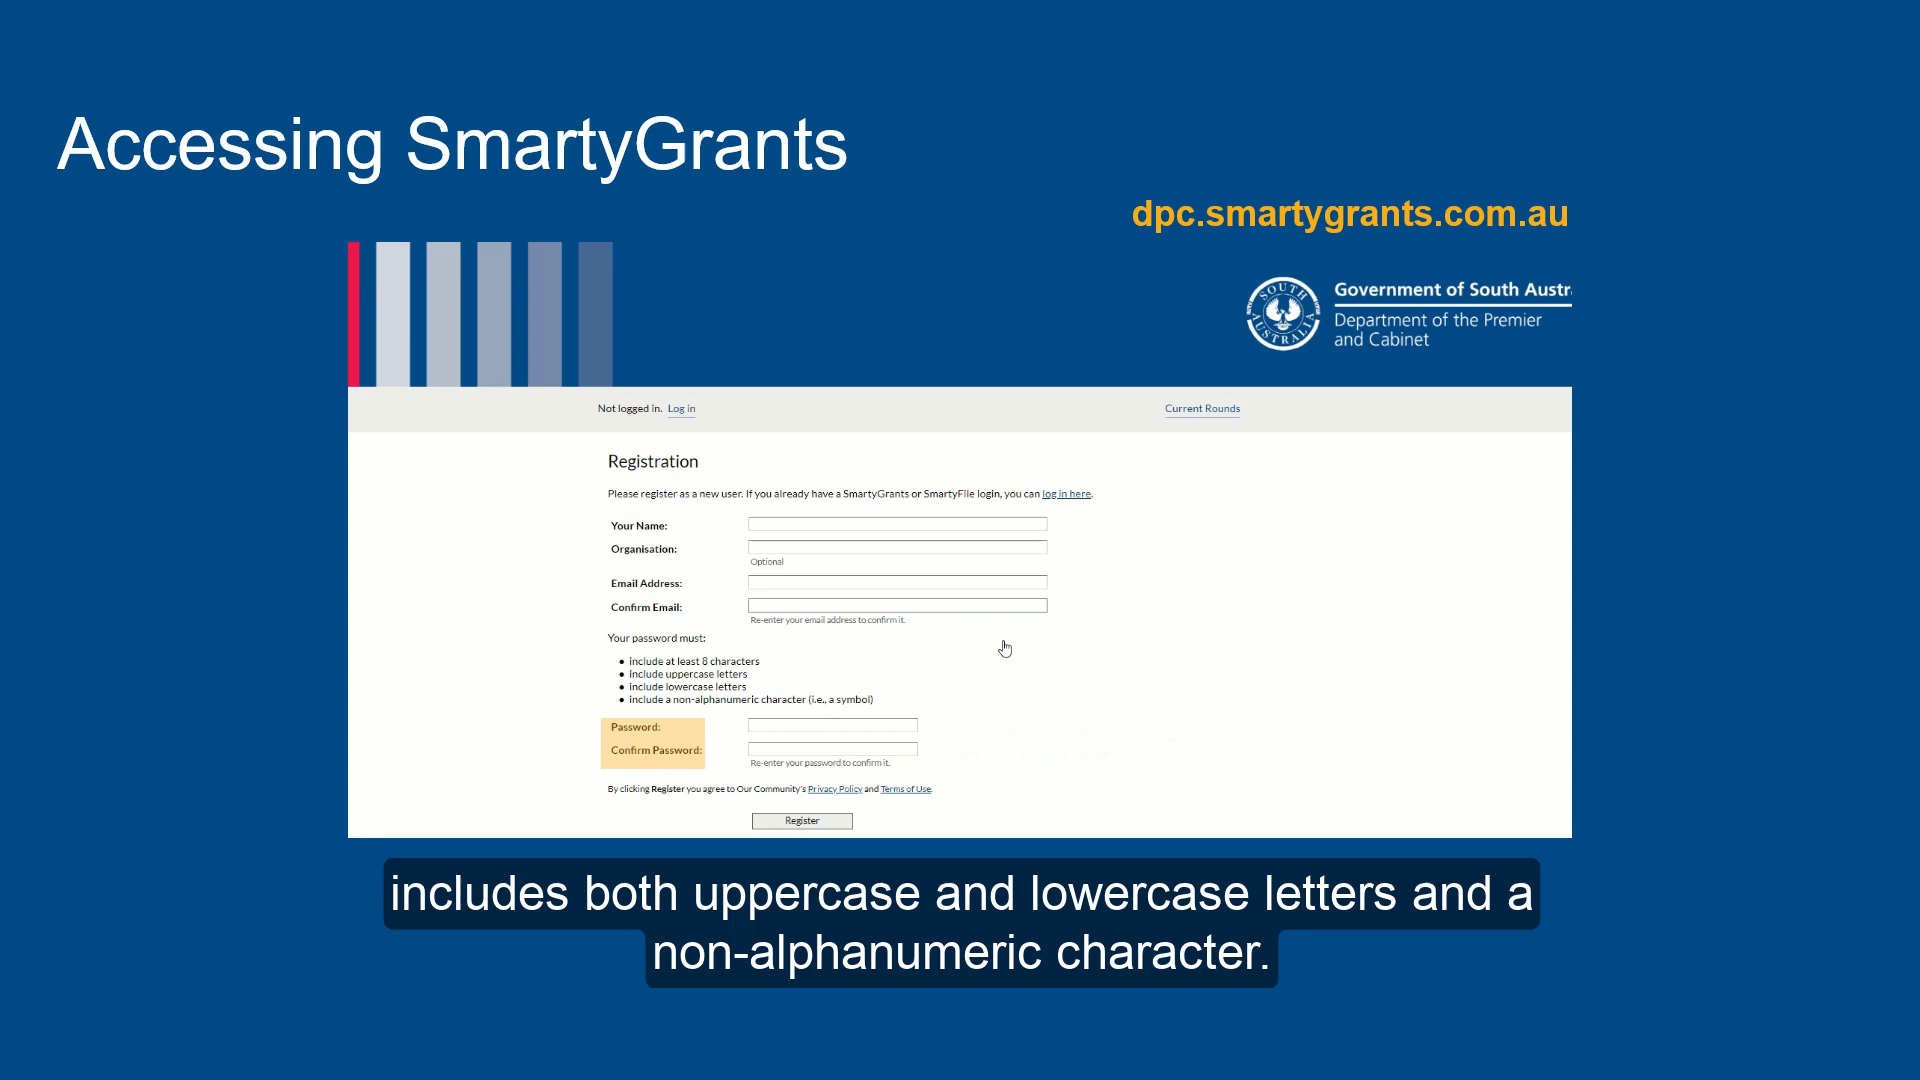 Accessing SmartyGrants
dpc.smartygrants.com.au
SOUTH AUSTRALIA
Government of South Austr
Department of the Premier
and Cabinet
Not logged in. Log in
Current Rounds
Registration
Please register as a new user. If you already have a SmartyGrants or SmartyFile login, you can log in here.
Your Name:
Organisation:
Optional
Email Address:
Confirm Email:
Re-enter your email address to confirm it.
Your password must:
• include at least 8 characters
• include uppercase letters
• include lowercase letters
• include a non-alphanumeric character (i.e., a symbol)
Password:
Confirm Password:
Re-enter your password to confirm it.
By clicking Register you agree to Our Community's Privacy Policy and Terms of Use.
Register
includes both uppercase and lowercase letters and a
non-alphanumeric character.